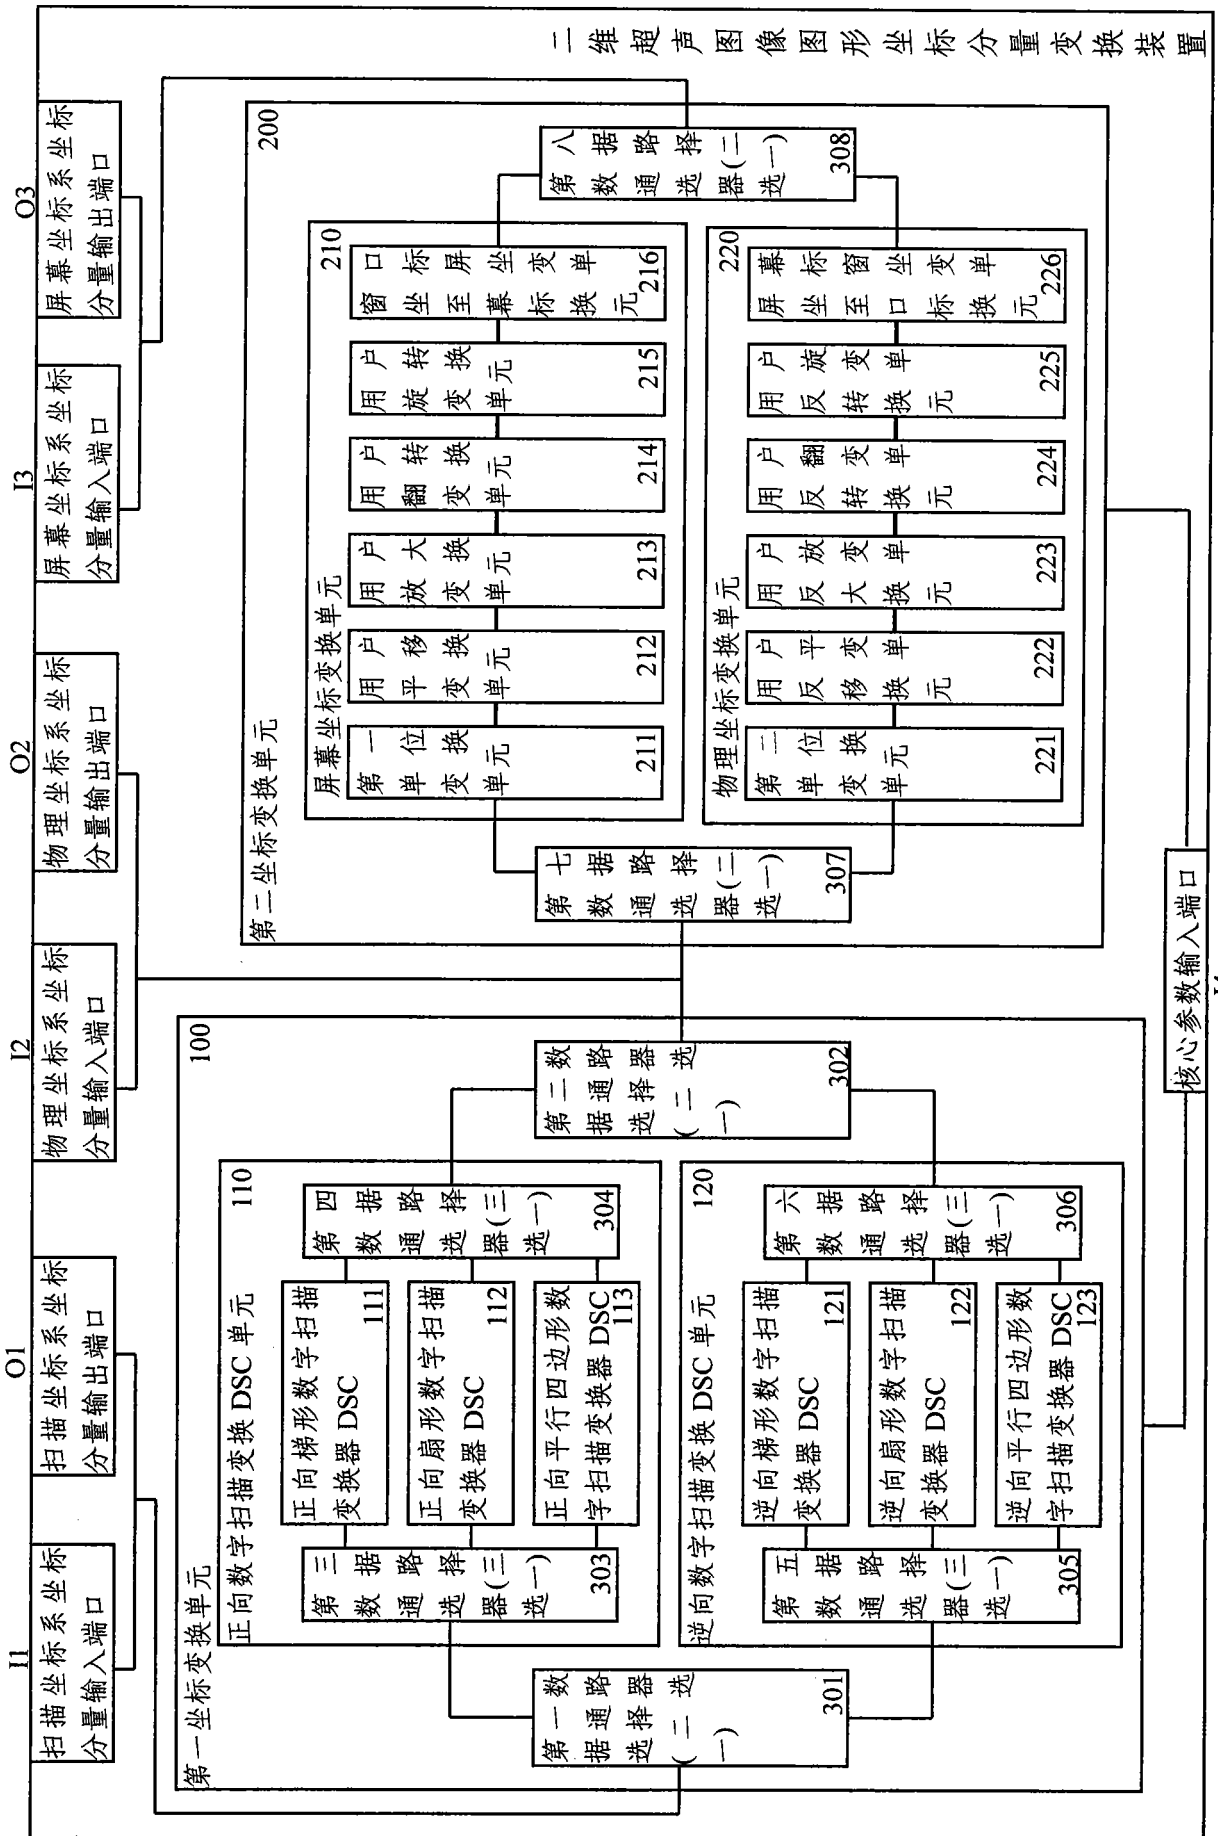 I1
O1
I2
O2
I3
O3
扫描坐标系坐标
分量输入端口
扫描坐标系坐标
分量输出端口
物理坐标系坐标
分量输入端口
物理坐标系坐标
分量输出端口
屏幕坐标系坐标
分量输入端口
屏幕坐标系坐标
分量输出端口
第一坐标变换单元
100
第一数
据通路
选择器
(二选
一)
301
正向数字扫描变换DSC单元
110
第三
数据
通路
选择
器(三
选一)
303
正向梯形数字扫描
变换器DSC
111
正向扇形数字扫描
变换器DSC
112
正向平行四边形数
字扫描变换器DSC
113
第四
数据
通路
选择
器(三
选一)
304
逆向数字扫描变换DSC单元
120
第五
数据
通路
选择
器(三
选一)
305
逆向梯形数字扫描
变换器DSC
121
逆向扇形数字扫描
变换器DSC
122
逆向平行四边形数
字扫描变换器DSC
123
第六
数据
通路
选择
器(三
选一)
306
第二数
据通路
选择器
(二选
一)
302
第二坐标变换单元
200
第七
数据
通路
选择
器(二
选一)
307
屏幕坐标变换单元
210
第一
单位
变换
单元
211
用户
平移
变换
单元
212
用户
放大
变换
单元
213
用户
翻转
变换
单元
214
用户
旋转
变换
单元
215
窗口
坐标
至屏
幕坐
标变
换单
元
216
物理坐标变换单元
220
第二
单位
变换
单元
221
用户
反平
移变
换单
元
222
用户
反放
大变
换单
元
223
用户
反翻
转变
换单
元
224
用户
反旋
转变
换单
元
225
屏幕
坐标
至窗
口坐
标变
换单
元
226
第八
数据
通路
选择
器(二
选一)
308
核心参数输入端口
二维超声图像图形坐标分量变换装置